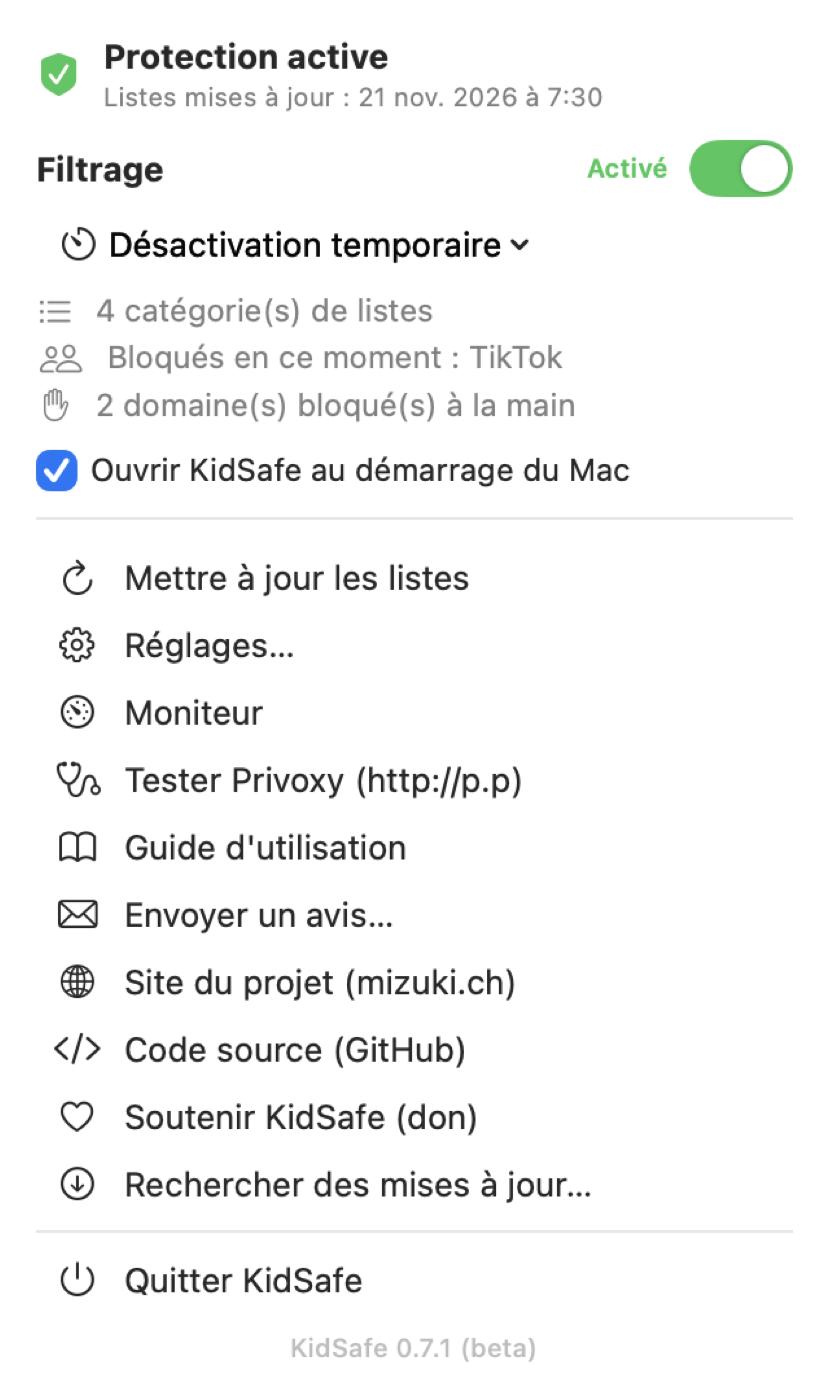 Protection active
Listes mises à jour : 21 nov. 2026 à 7:30
Filtrage
Activé
Désactivation temporaire
4 catégorie(s) de listes
Bloqués en ce moment : TikTok
2 domaine(s) bloqué(s) à la main
Ouvrir KidSafe au démarrage du Mac
Mettre à jour les listes
Réglages...
Moniteur
Tester Privoxy (http://p.p)
Guide d'utilisation
Envoyer un avis...
Site du projet (mizuki.ch)
Code source (GitHub)
Soutenir KidSafe (don)
Rechercher des mises à jour...
Quitter KidSafe
KidSafe 0.7.1 (beta)